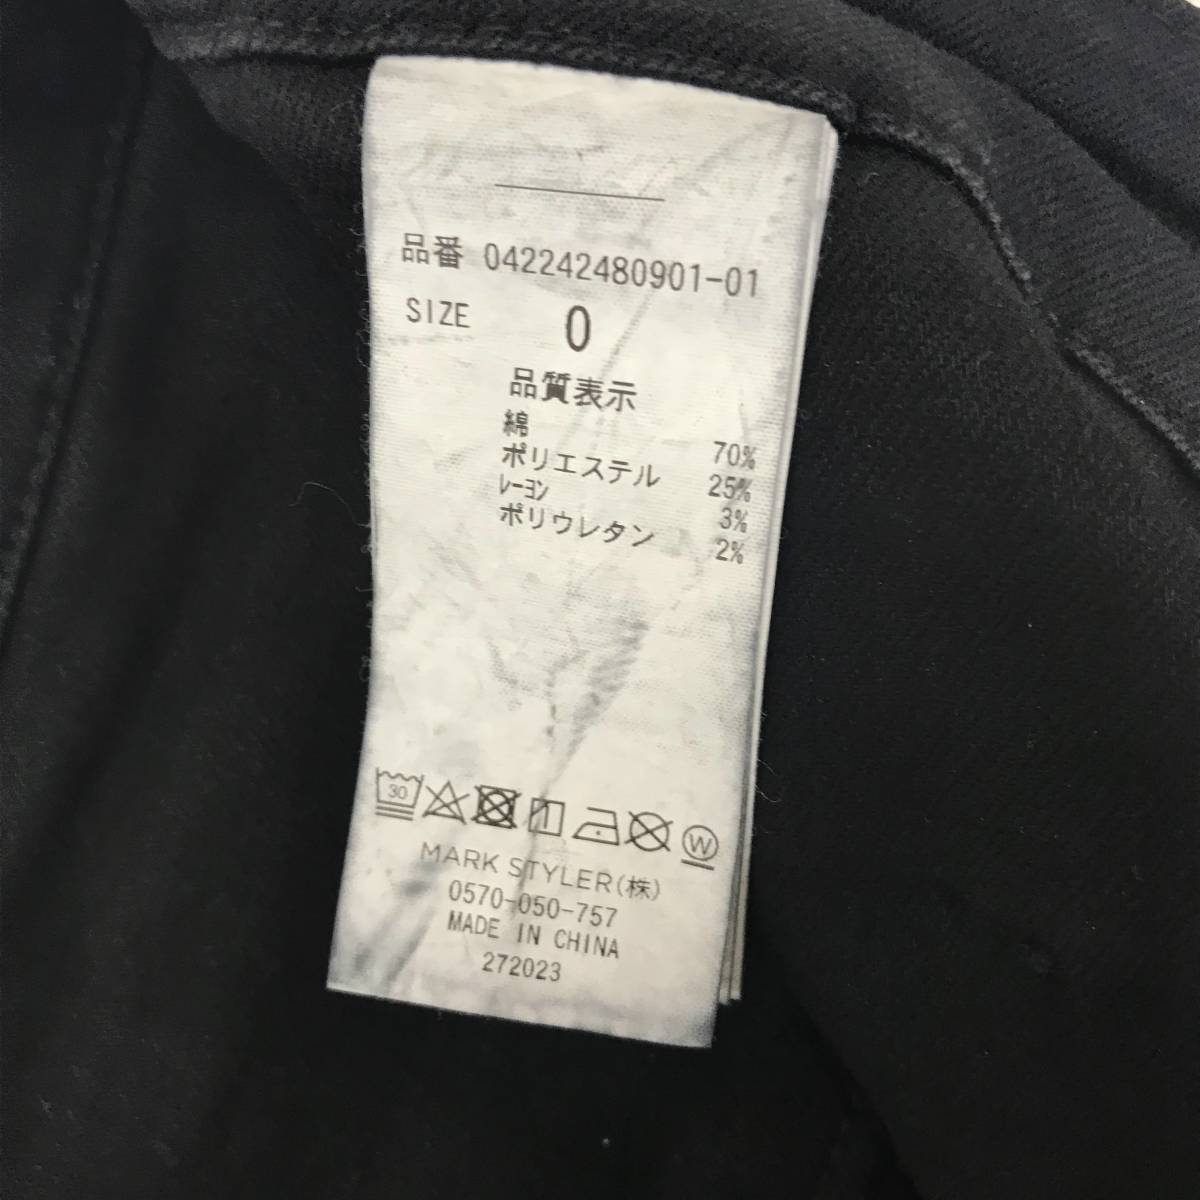 品番 042242480901-01
SIZE 0
品質表示
綿 70%
ポリエステル 25%
レーヨン 3%
ポリウレタン 2%
30
W
MARK STYLER(株)
0570-050-757
MADE IN CHINA
272023